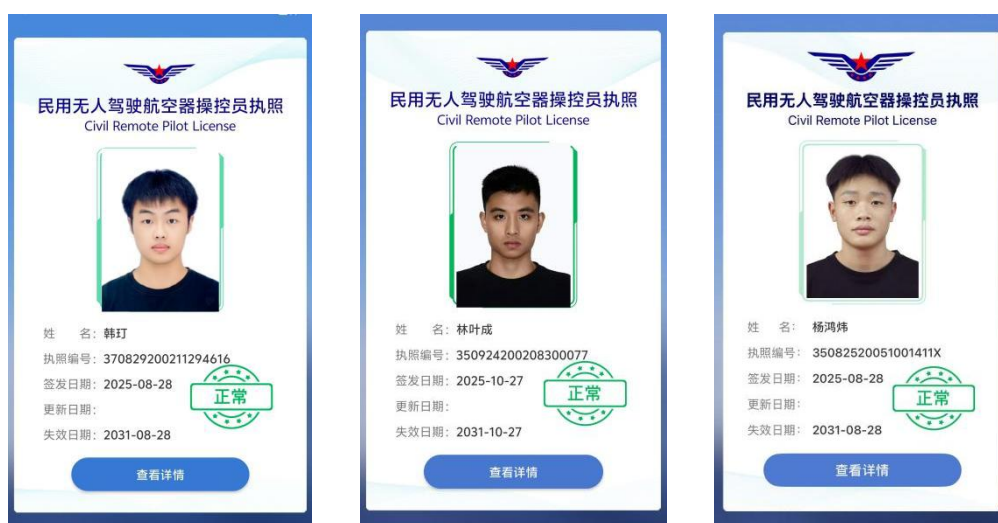 民用无人驾驶航空器操控员执照
Civil Remote Pilot License
姓 名: 韩玎
执照编号: 370829200211294616
签发日期: 2025-08-28
正常
更新日期:
失效日期: 2031-08-28
查看详情
民用无人驾驶航空器操控员执照
Civil Remote Pilot License
姓 名: 林叶成
执照编号: 350924200208300077
签发日期: 2025-10-27
正常
更新日期:
失效日期: 2031-10-27
查看详情
民用无人驾驶航空器操控员执照
Civil Remote Pilot License
姓 名: 杨鸿炜
执照编号: 35082520051001411X
签发日期: 2025-08-28
正常
更新日期:
失效日期: 2031-08-28
查看详情